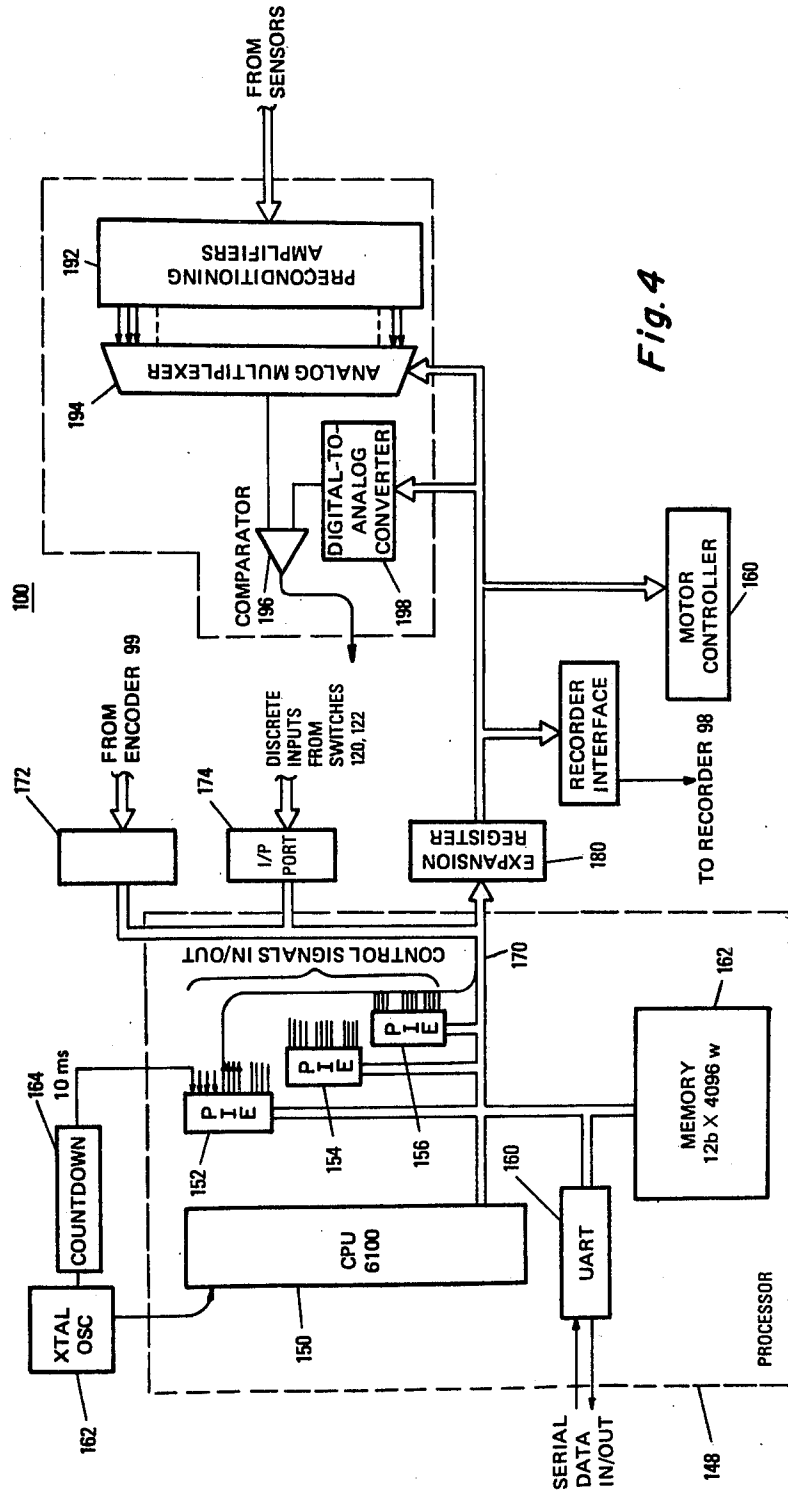 100
FROM
SENSORS
192
PRECONDITIONING
AMPLIFIERS
194
ANALOG MULTIPLEXER
COMPARATOR
196
DIGITAL-TO-
ANALOG
CONVERTER
198
FROM
ENCODER 99
172
DISCRETE
INPUTS
FROM
SWITCHES
120, 122
174
I/P
PORT
EXPANSION
REGISTER
180
RECORDER
INTERFACE
TO RECORDER 98
MOTOR
CONTROLLER
160
Fig. 4
XTAL
OSC
162
COUNTDOWN
164
10 ms
CONTROL SIGNALS IN/OUT
PIE
152
PIE
154
PIE
156
170
CPU
6100
150
160
UART
MEMORY
12b X 4096 w
162
PROCESSOR
148
SERIAL
DATA
IN/OUT